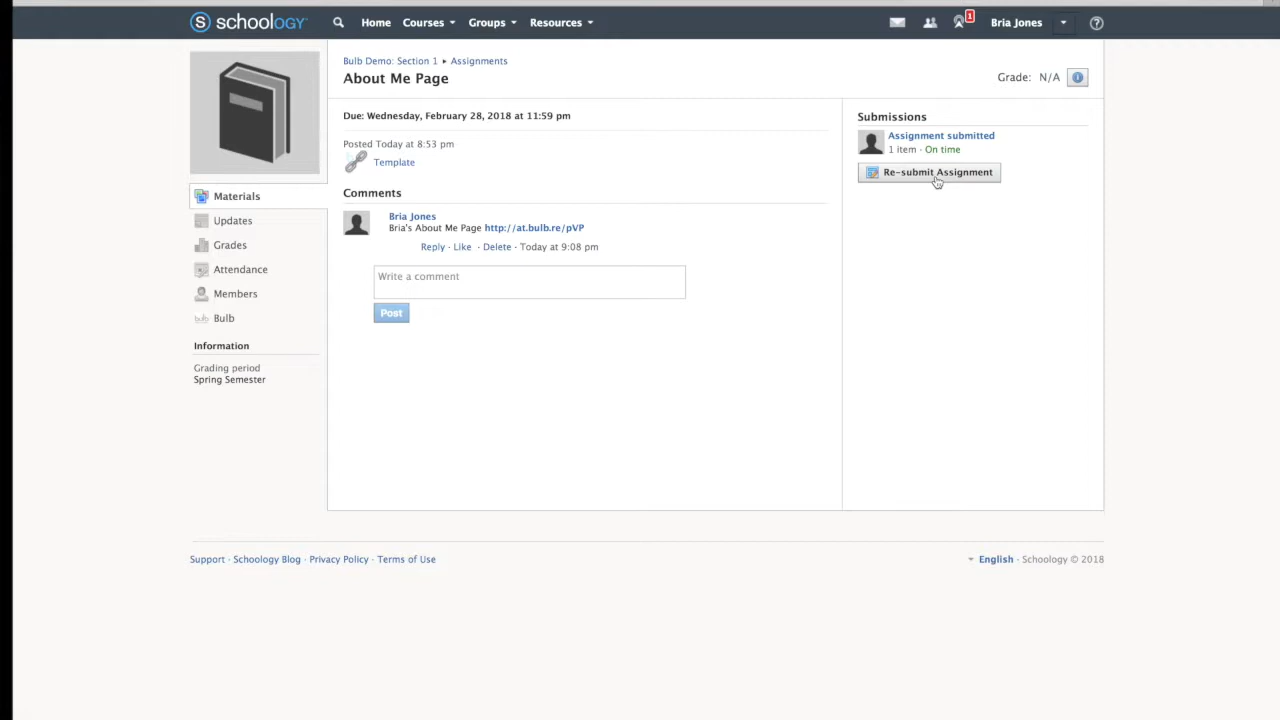 schoology Home Courses Groups Resources 1 Bria Jones ?
Bulb Demo: Section 1 ▸ Assignments
About Me Page
Grade: N/A
Due: Wednesday, February 28, 2018 at 11:59 pm
Posted Today at 8:53 pm
Template
Comments
Bria Jones
Bria's About Me Page http://at.bulb.re/pVP
Reply · Like · Delete · Today at 9:08 pm
Write a comment
Post
Submissions
Assignment submitted
1 item · On time
Re-submit Assignment
Materials
Updates
Grades
Attendance
Members
bulb Bulb
Information
Grading period
Spring Semester
Support · Schoology Blog · Privacy Policy · Terms of Use
English · Schoology © 2018